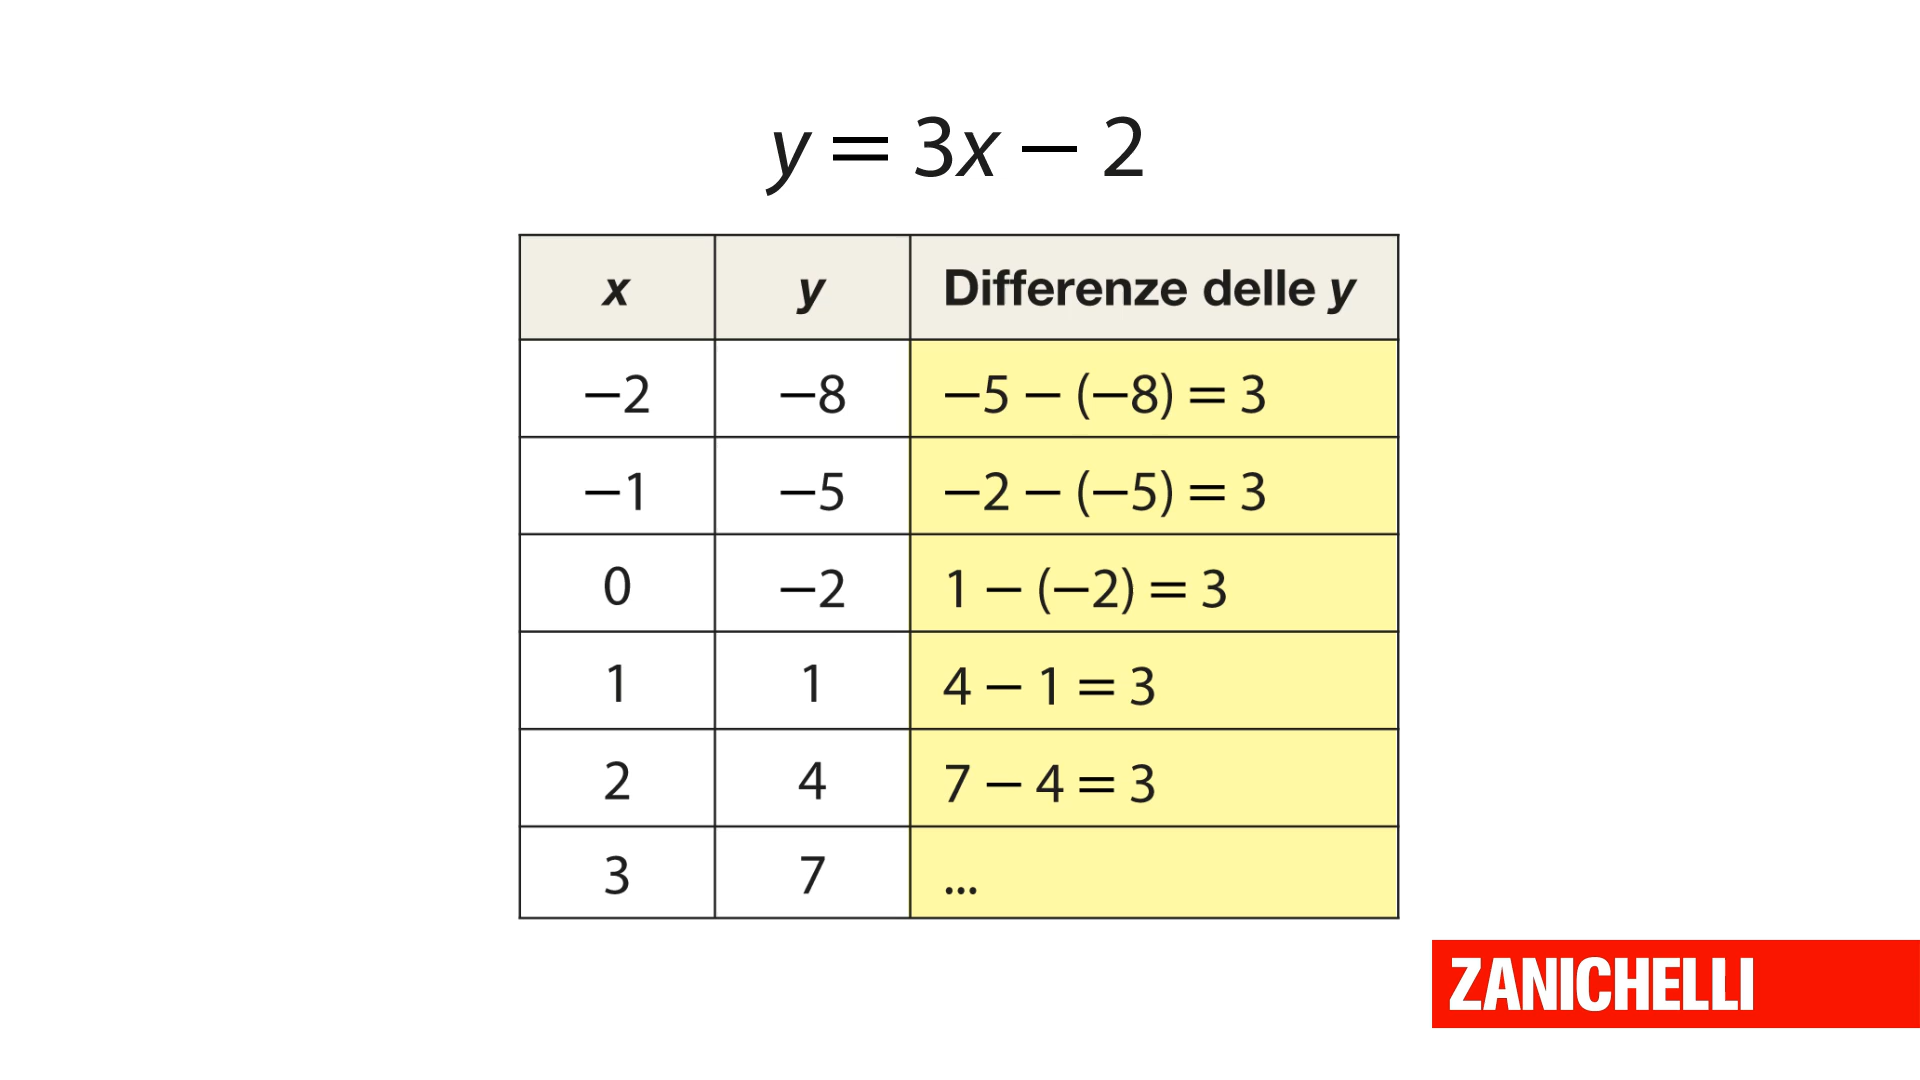 y = 3x − 2
x y Differenze delle y
−2 −8 −5 − (−8) = 3
−1 −5 −2 − (−5) = 3
0 −2 1 − (−2) = 3
1 1 4 − 1 = 3
2 4 7 − 4 = 3
3 7 ...
ZANICHELLI